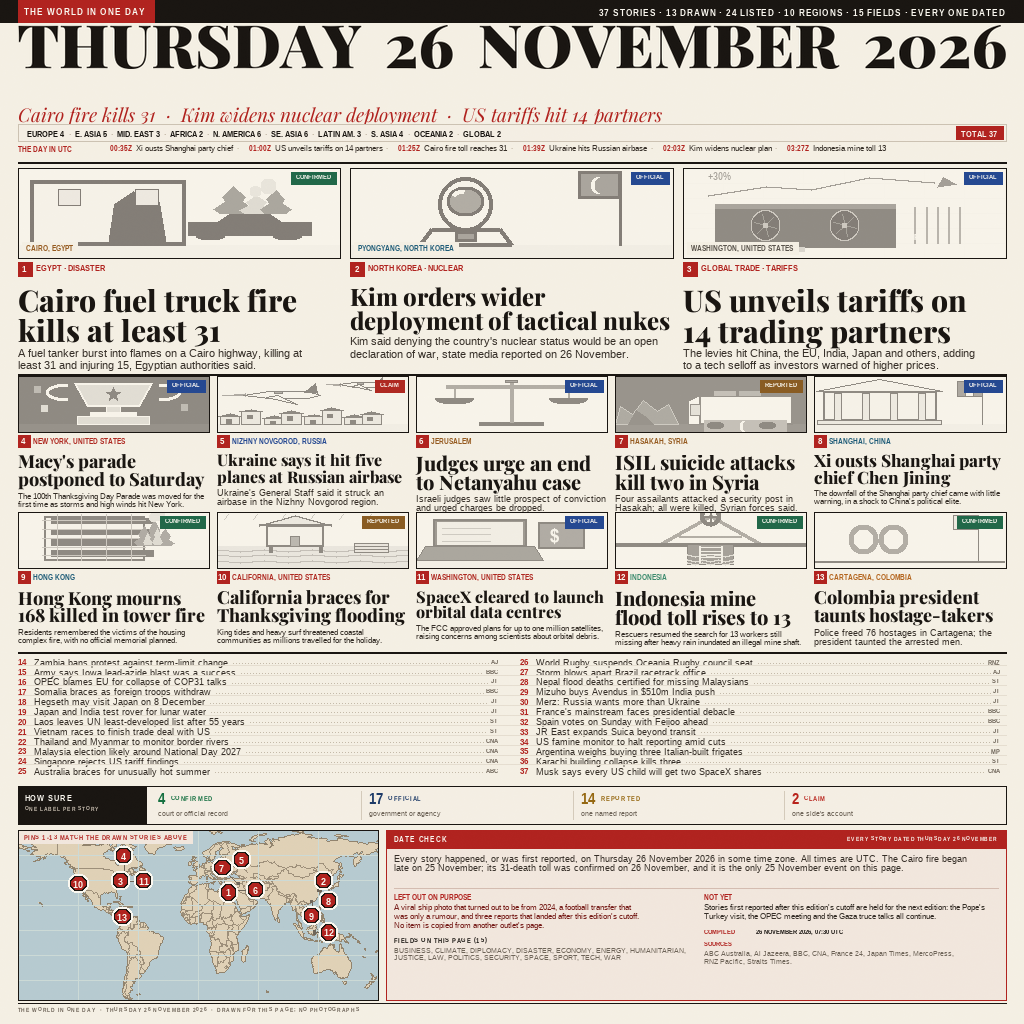 THE WORLD IN ONE DAY
37 STORIES · 13 DRAWN · 24 LISTED · 10 REGIONS · 15 FIELDS · EVERY ONE DATED
THURSDAY 26 NOVEMBER 2026
Cairo fire kills 31 · Kim widens nuclear deployment · US tariffs hit 14 partners
EUROPE 4 · E. ASIA 5 · MID. EAST 3 · AFRICA 2 · N. AMERICA 6 · SE. ASIA 6 · LATIN AM. 3 · S. ASIA 4 · OCEANIA 2 · GLOBAL 2
TOTAL 37
THE DAY IN UTC
00:35Z Xi ousts Shanghai party chief · 01:00Z US unveils tariffs on 14 partners · 01:25Z Cairo fire toll reaches 31 · 01:39Z Ukraine hits Russian airbase · 02:03Z Kim widens nuclear plan · 03:27Z Indonesia mine toll 13
CONFIRMED
CAIRO, EGYPT
1 EGYPT · DISASTER
Cairo fuel truck fire
kills at least 31
A fuel tanker burst into flames on a Cairo highway, killing at
least 31 and injuring 15, Egyptian authorities said.
OFFICIAL
PYONGYANG, NORTH KOREA
2 NORTH KOREA · NUCLEAR
Kim orders wider
deployment of tactical nukes
Kim said denying the country's nuclear status would be an open
declaration of war, state media reported on 26 November.
+30%
OFFICIAL
WASHINGTON, UNITED STATES
3 GLOBAL TRADE · TARIFFS
US unveils tariffs on
14 trading partners
The levies hit China, the EU, India, Japan and others, adding
to a tech selloff as investors warned of higher prices.
OFFICIAL
4 NEW YORK, UNITED STATES
Macy's parade
postponed to Saturday
The 100th Thanksgiving Day Parade was moved for the
first time as storms and high winds hit New York.
CLAIM
5 NIZHNY NOVGOROD, RUSSIA
Ukraine says it hit five
planes at Russian airbase
Ukraine's General Staff said it struck an
airbase in the Nizhny Novgorod region.
OFFICIAL
6 JERUSALEM
Judges urge an end
to Netanyahu case
Israeli judges saw little prospect of conviction
and urged charges be dropped.
REPORTED
7 HASAKAH, SYRIA
ISIL suicide attacks
kill two in Syria
Four assailants attacked a security post in
Hasakah; all were killed, Syrian forces said.
OFFICIAL
8 SHANGHAI, CHINA
Xi ousts Shanghai party
chief Chen Jining
The downfall of the Shanghai party chief came with little
warning, in a shock to China's political elite.
CONFIRMED
9 HONG KONG
Hong Kong mourns
168 killed in tower fire
Residents remembered the victims of the housing
complex fire, with no official memorial planned.
REPORTED
10 CALIFORNIA, UNITED STATES
California braces for
Thanksgiving flooding
King tides and heavy surf threatened coastal
communities as millions travelled for the holiday.
$
OFFICIAL
11 WASHINGTON, UNITED STATES
SpaceX cleared to launch
orbital data centres
The FCC approved plans for up to one million satellites,
raising concerns among scientists about orbital debris.
CONFIRMED
12 INDONESIA
Indonesia mine
flood toll rises to 13
Rescuers resumed the search for 13 workers still
missing after heavy rain inundated an illegal mine shaft.
CONFIRMED
13 CARTAGENA, COLOMBIA
Colombia president
taunts hostage-takers
Police freed 76 hostages in Cartagena; the
president taunted the arrested men.
14 Zambia bans protest against term-limit change AJ
15 Army says Iowa lead-azide blast was a success BBC
16 OPEC blames EU for collapse of COP31 talks JT
17 Somalia braces as foreign troops withdraw BBC
18 Hegseth may visit Japan on 8 December JT
19 Japan and India test rover for lunar water JT
20 Laos leaves UN least-developed list after 55 years ST
21 Vietnam races to finish trade deal with US ST
22 Thailand and Myanmar to monitor border rivers CNA
23 Malaysia election likely around National Day 2027 CNA
24 Singapore rejects US tariff findings CNA
25 Australia braces for unusually hot summer ABC
26 World Rugby suspends Oceania Rugby council seat RNZ
27 Storm blows apart Brazil racetrack office AJ
28 Nepal flood deaths certified for missing Malaysians ST
29 Mizuho buys Avendus in $510m India push JT
30 Merz: Russia wants more than Ukraine JT
31 France's mainstream faces presidential debacle BBC
32 Spain votes on Sunday with Feijoo ahead BBC
33 JR East expands Suica beyond transit JT
34 US famine monitor to halt reporting amid cuts JT
35 Argentina weighs buying three Italian-built frigates MP
36 Karachi building collapse kills three ST
37 Musk says every US child will get two SpaceX shares CNA
HOW SURE
ONE LABEL PER STORY
4 CONFIRMED
court or official record
17 OFFICIAL
a government or agency
14 REPORTED
one named report
2 CLAIM
one side's account
PINS 1-13 MATCH THE DRAWN STORIES ABOVE
4
5
7
10
3
11
1
6
2
8
13
9
12
DATE CHECK
EVERY STORY DATED THURSDAY 26 NOVEMBER
Every story happened, or was first reported, on Thursday 26 November 2026 in some time zone. All times are UTC. The Cairo fire began
late on 25 November; its 31-death toll was confirmed on 26 November, and it is the only 25 November event on this page.
LEFT OUT ON PURPOSE
A viral ship photo that turned out to be from 2024, a football transfer that
was only a rumour, and three reports that landed after this edition's cutoff.
No item is copied from another outlet's page.
FIELDS ON THIS PAGE (15)
BUSINESS, CLIMATE, DIPLOMACY, DISASTER, ECONOMY, ENERGY, HUMANITARIAN,
JUSTICE, LAW, POLITICS, SECURITY, SPACE, SPORT, TECH, WAR
NOT YET
Stories first reported after this edition's cutoff are held for the next edition: the Pope's
Turkey visit, the OPEC meeting and the Gaza truce talks all continue.
COMPILED 26 NOVEMBER 2026, 07:30 UTC
SOURCES
ABC Australia, Al Jazeera, BBC, CNA, France 24, Japan Times, MercoPress,
RNZ Pacific, Straits Times.
THE WORLD IN ONE DAY · THURSDAY 26 NOVEMBER 2026 · DRAWN FOR THIS PAGE; NO PHOTOGRAPHS